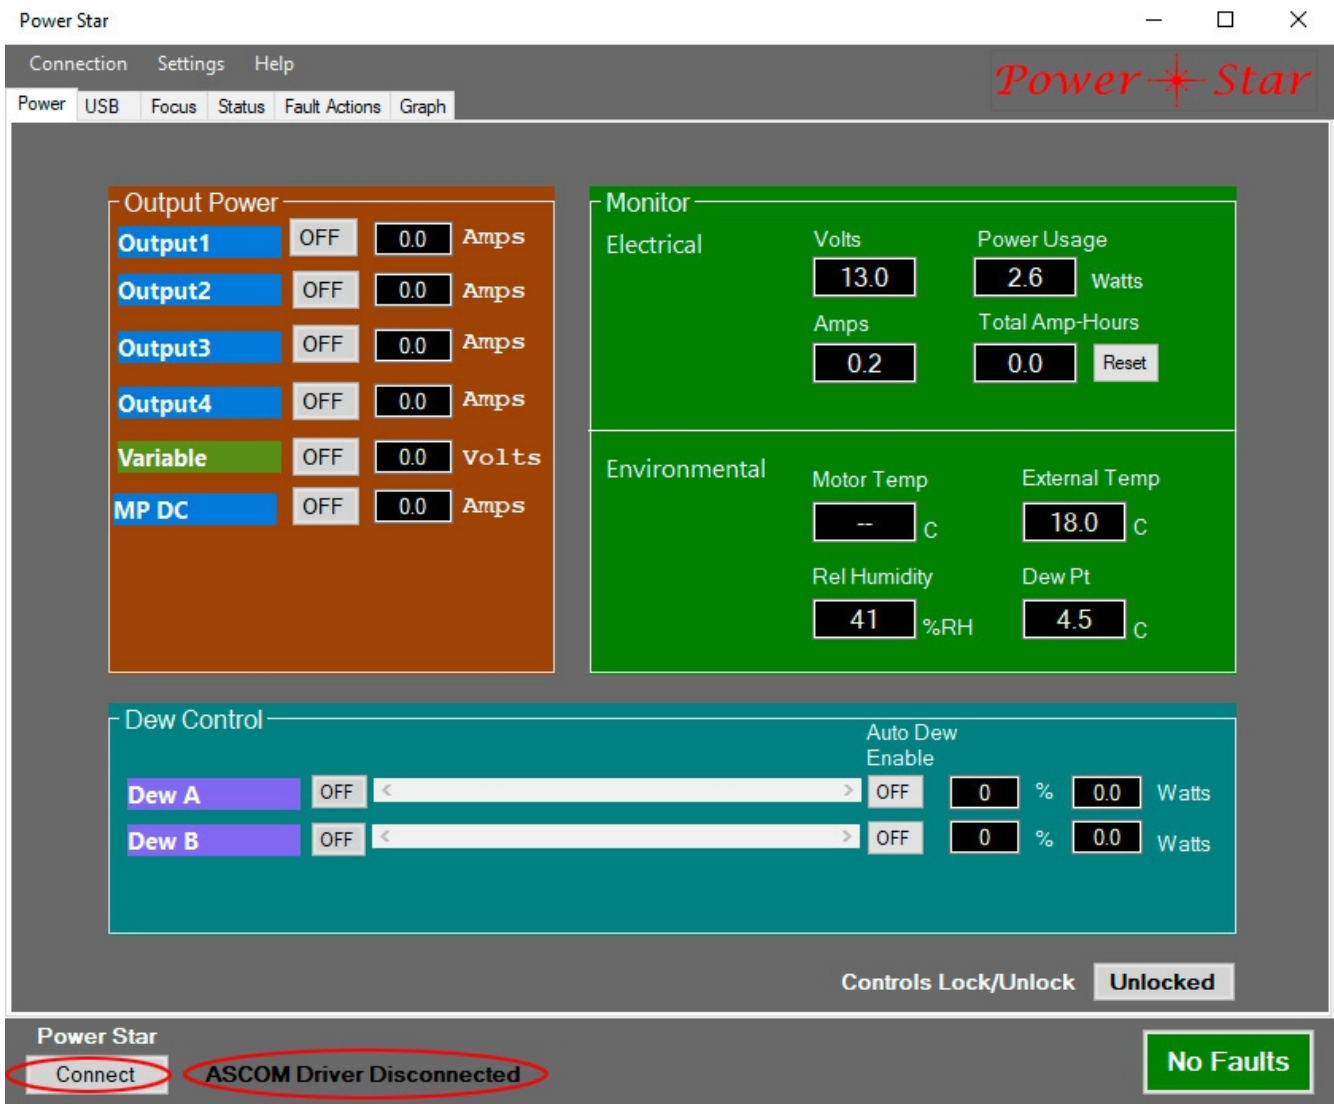 Power Star
Connection Settings Help
Power Star
Power USB Focus Status Fault Actions Graph
Output Power
Output1 OFF 0.0 Amps
Output2 OFF 0.0 Amps
Output3 OFF 0.0 Amps
Output4 OFF 0.0 Amps
Variable OFF 0.0 Volts
MP DC OFF 0.0 Amps
Monitor
Electrical
Volts Power Usage
13.0 2.6 Watts
Amps Total Amp-Hours
0.2 0.0 Reset
Environmental
Motor Temp External Temp
-- C 18.0 C
Rel Humidity Dew Pt
41 %RH 4.5 C
Dew Control
Auto Dew
Enable
Dew A OFF < > OFF 0 % 0.0 Watts
Dew B OFF < > OFF 0 % 0.0 Watts
Controls Lock/Unlock Unlocked
Power Star
Connect ASCOM Driver Disconnected
No Faults